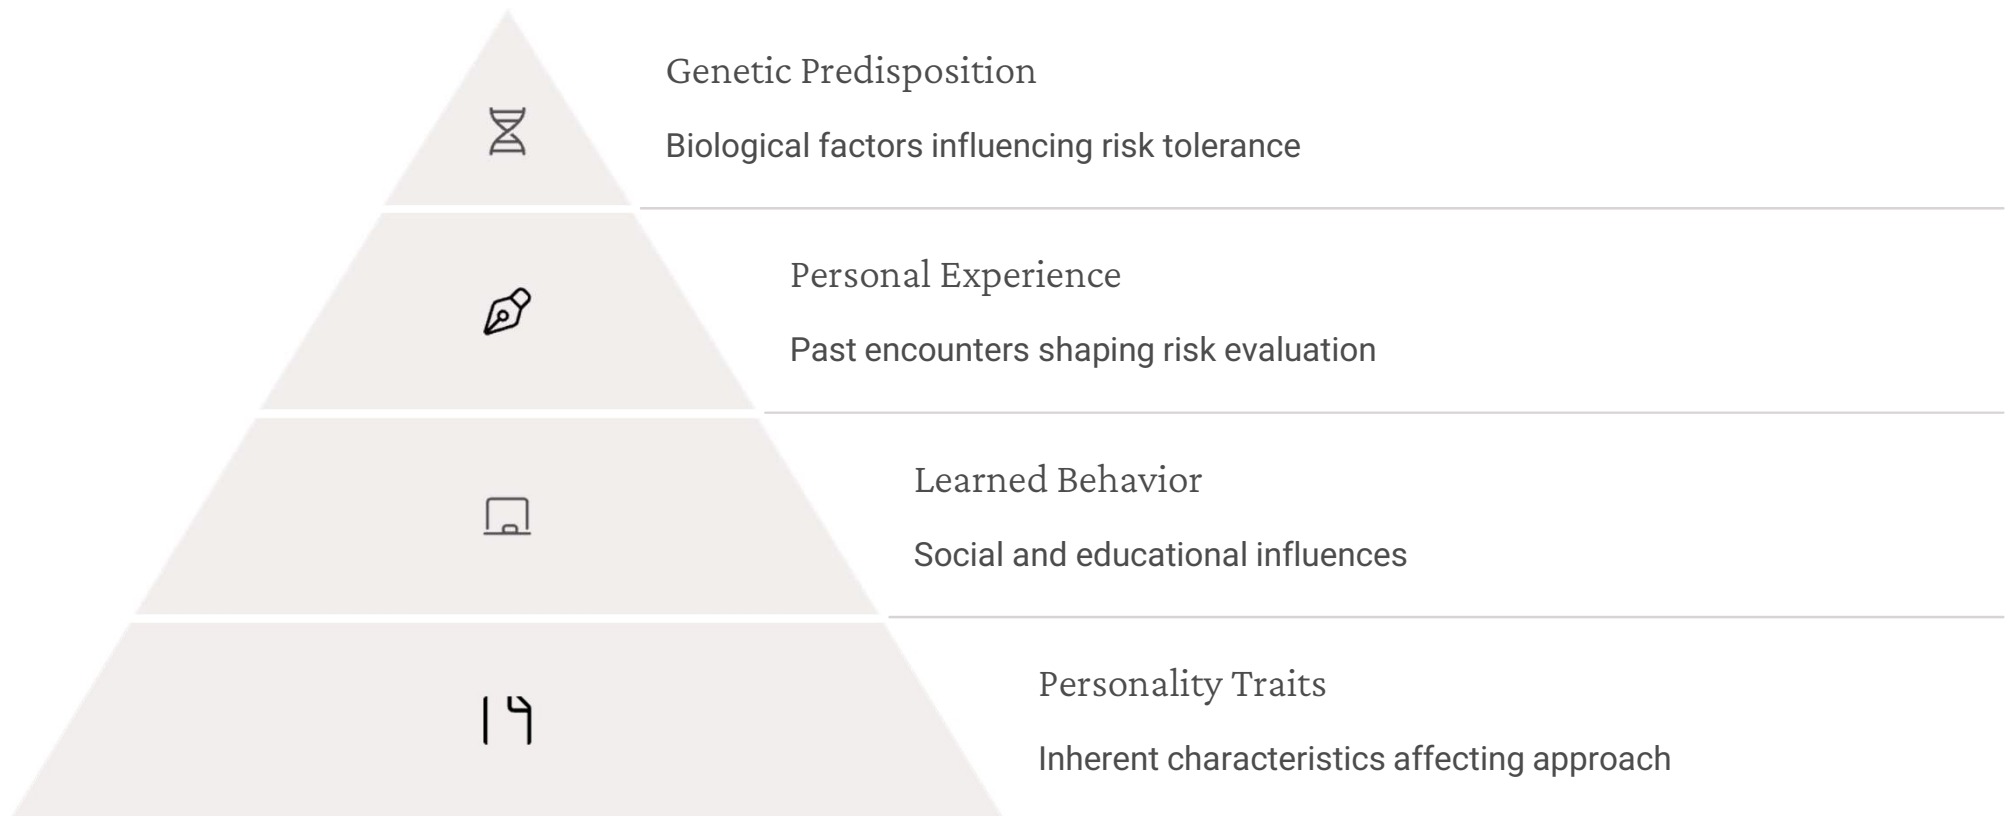 Genetic Predisposition
Biological factors influencing risk tolerance
Personal Experience
Past encounters shaping risk evaluation
Learned Behavior
Social and educational influences
Personality Traits
Inherent characteristics affecting approach